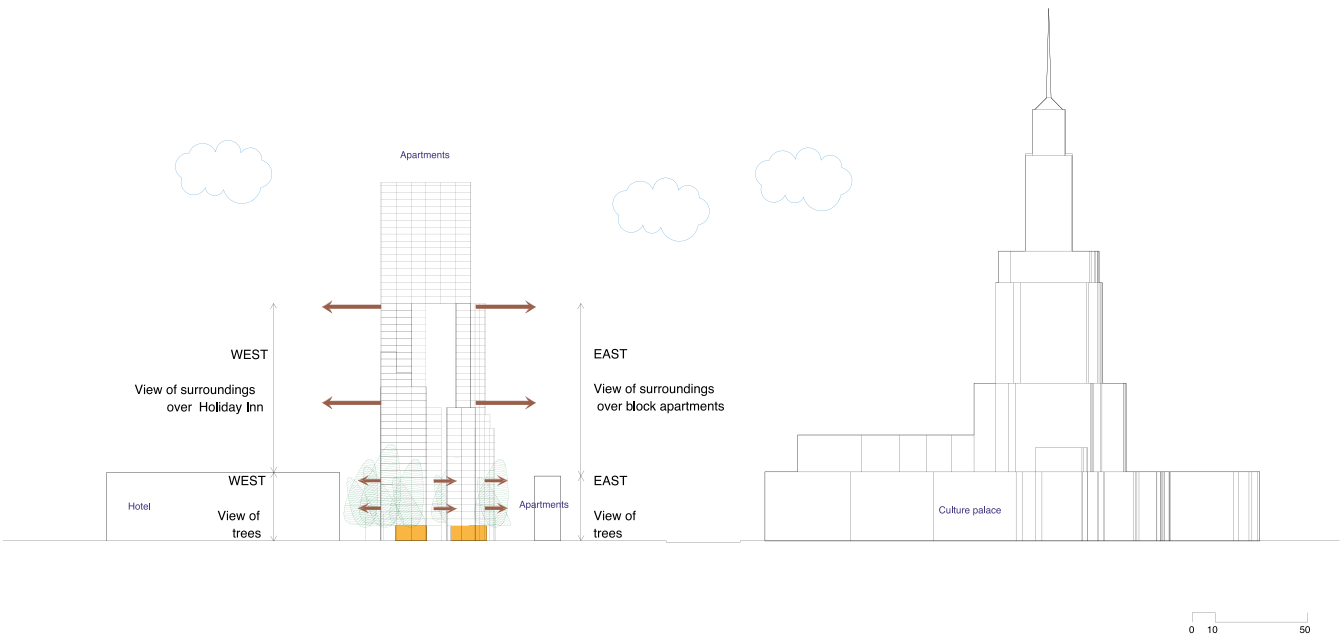 Apartments
WEST
View of surroundings
over Holiday Inn
EAST
View of surroundings
over block apartments
WEST
View of
trees
EAST
View of
trees
Hotel
Apartments
Culture palace
0 10 50